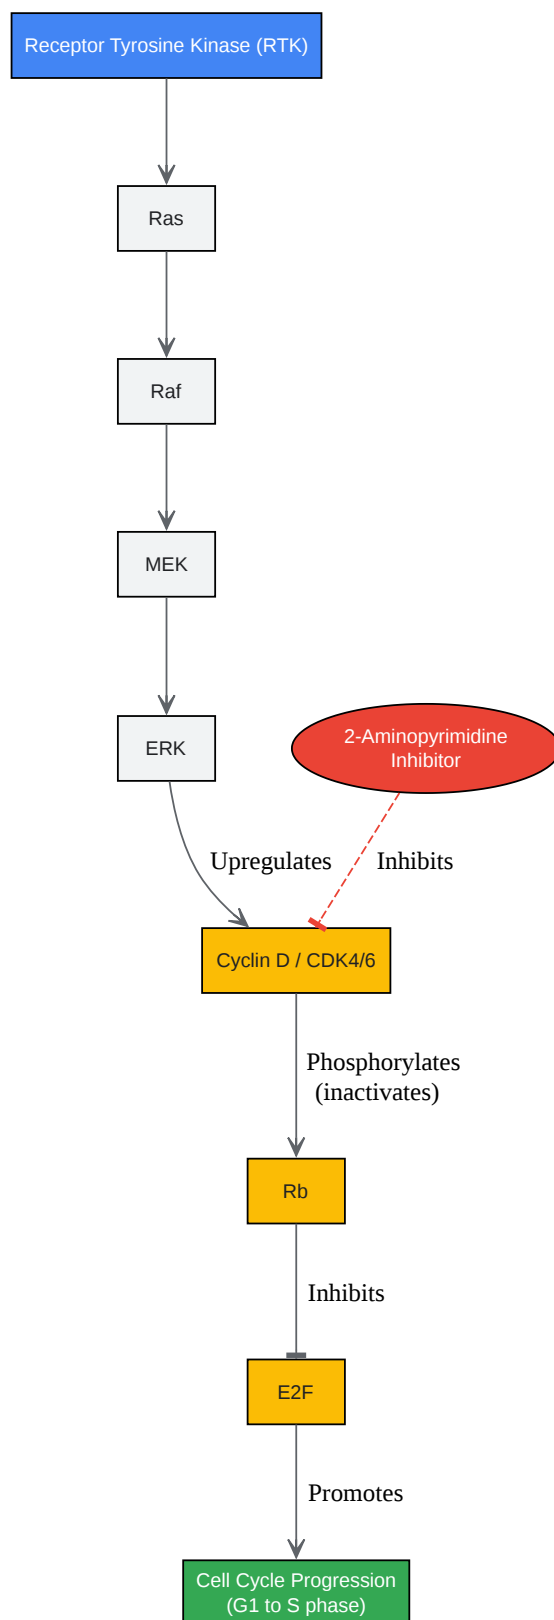 Receptor Tyrosine Kinase (RTK)
Ras
Raf
MEK
ERK
2-Aminopyrimidine
Inhibitor
Upregulates
Inhibits
Cyclin D / CDK4/6
Phosphorylates
(inactivates)
Rb
Inhibits
E2F
Promotes
Cell Cycle Progression
(G1 to S phase)